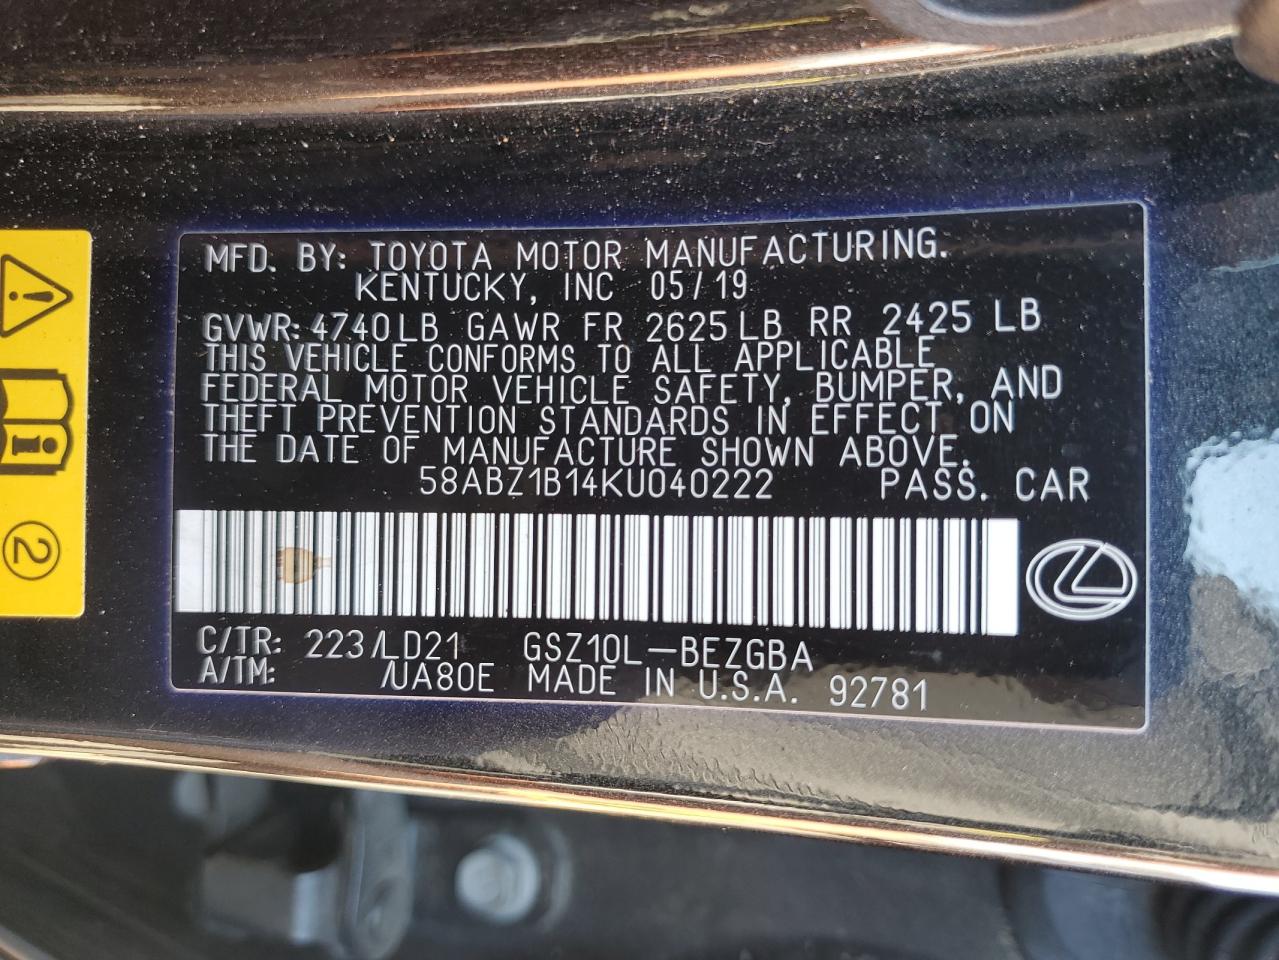 MFD. BY: TOYOTA MOTOR MANUFACTURING.
KENTUCKY, INC 05/19
GVWR: 4740LB GAWR FR 2625LB RR 2425 LB
THIS VEHICLE CONFORMS TO ALL APPLICABLE
FEDERAL MOTOR VEHICLE SAFETY, BUMPER, AND
THEFT PREVENTION STANDARDS IN EFFECT ON
THE DATE OF MANUFACTURE SHOWN ABOVE.
58ABZ1B14KU040222 PASS. CAR
C/TR: 223/LD21 GSZ10L-BEZGBA
A/TM: /UA80E MADE IN U.S.A. 92781
2